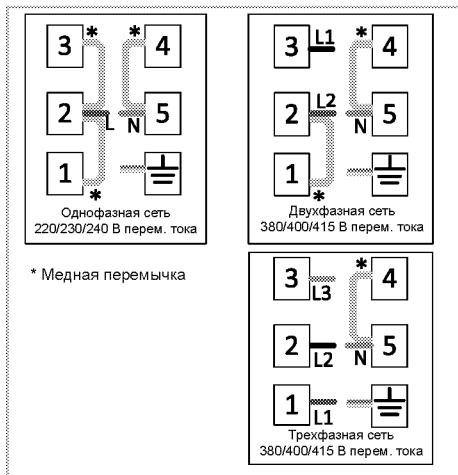 3 * * 4
2 L N 5
1 *
Однофазная сеть
220/230/240 В перем. тока
3 L1 * 4
2 L2 N 5
1 *
Двухфазная сеть
380/400/415 В перем. тока
* Медная перемычка
3 L3 * 4
2 L2 N 5
1 L1
Трехфазная сеть
380/400/415 В перем. тока